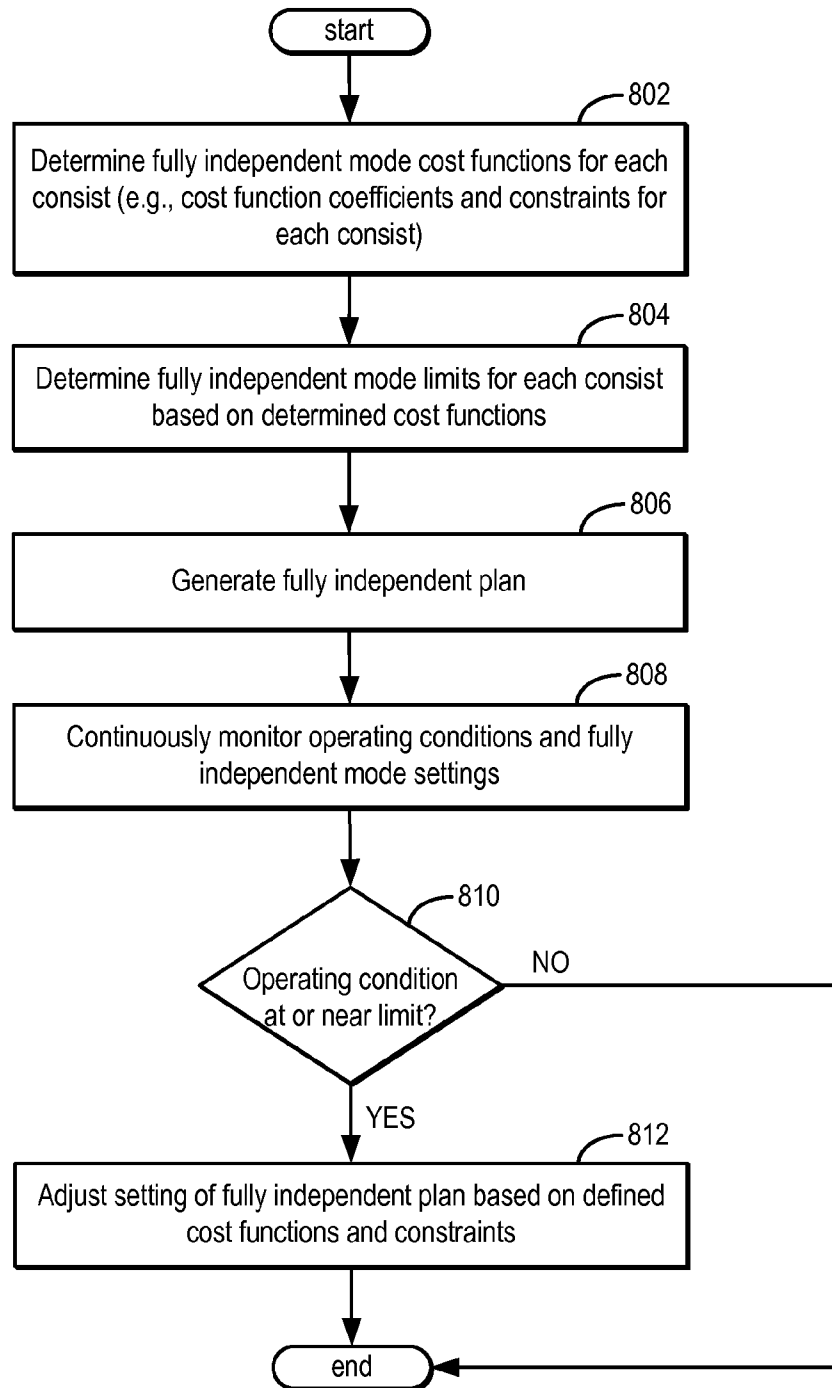 start
802
Determine fully independent mode cost functions for each
consist (e.g., cost function coefficients and constraints for
each consist)
804
Determine fully independent mode limits for each consist
based on determined cost functions
806
Generate fully independent plan
808
Continuously monitor operating conditions and fully
independent mode settings
810
Operating condition
at or near limit?
NO
YES
812
Adjust setting of fully independent plan based on defined
cost functions and constraints
end